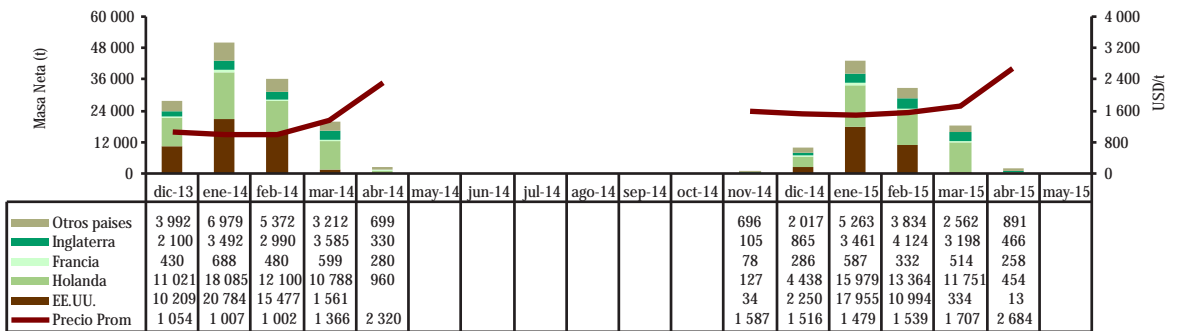 60 000
48 000
36 000
24 000
12 000
0
Masa Neta (t)
4 000
3 200
2 400
1 600
800
0
USD/t
dic-13 ene-14 feb-14 mar-14 abr-14 may-14 jun-14 jul-14 ago-14 sep-14 oct-14 nov-14 dic-14 ene-15 feb-15 mar-15 abr-15 may-15
Otros paises 3 992 6 979 5 372 3 212 699 696 2 017 5 263 3 834 2 562 891
Inglaterra 2 100 3 492 2 990 3 585 330 105 865 3 461 4 124 3 198 466
Francia 430 688 480 599 280 78 286 587 332 514 258
Holanda 11 021 18 085 12 100 10 788 960 127 4 438 15 979 13 364 11 751 454
EE.UU. 10 209 20 784 15 477 1 561 34 2 250 17 955 10 994 334 13
Precio Prom 1 054 1 007 1 002 1 366 2 320 1 587 1 516 1 479 1 539 1 707 2 684